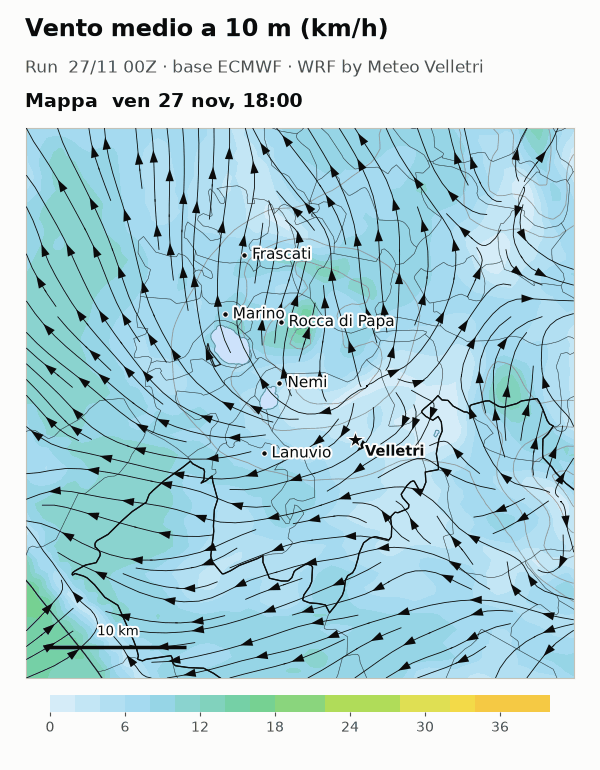 Vento medio a 10 m (km/h)
Run  27/11 00Z · base ECMWF · WRF by Meteo Velletri
Mappa  ven 27 nov, 18:00
Frascati
Marino
Rocca di Papa
Nemi
Lanuvio
Velletri
10 km
0 6 12 18 24 30 36